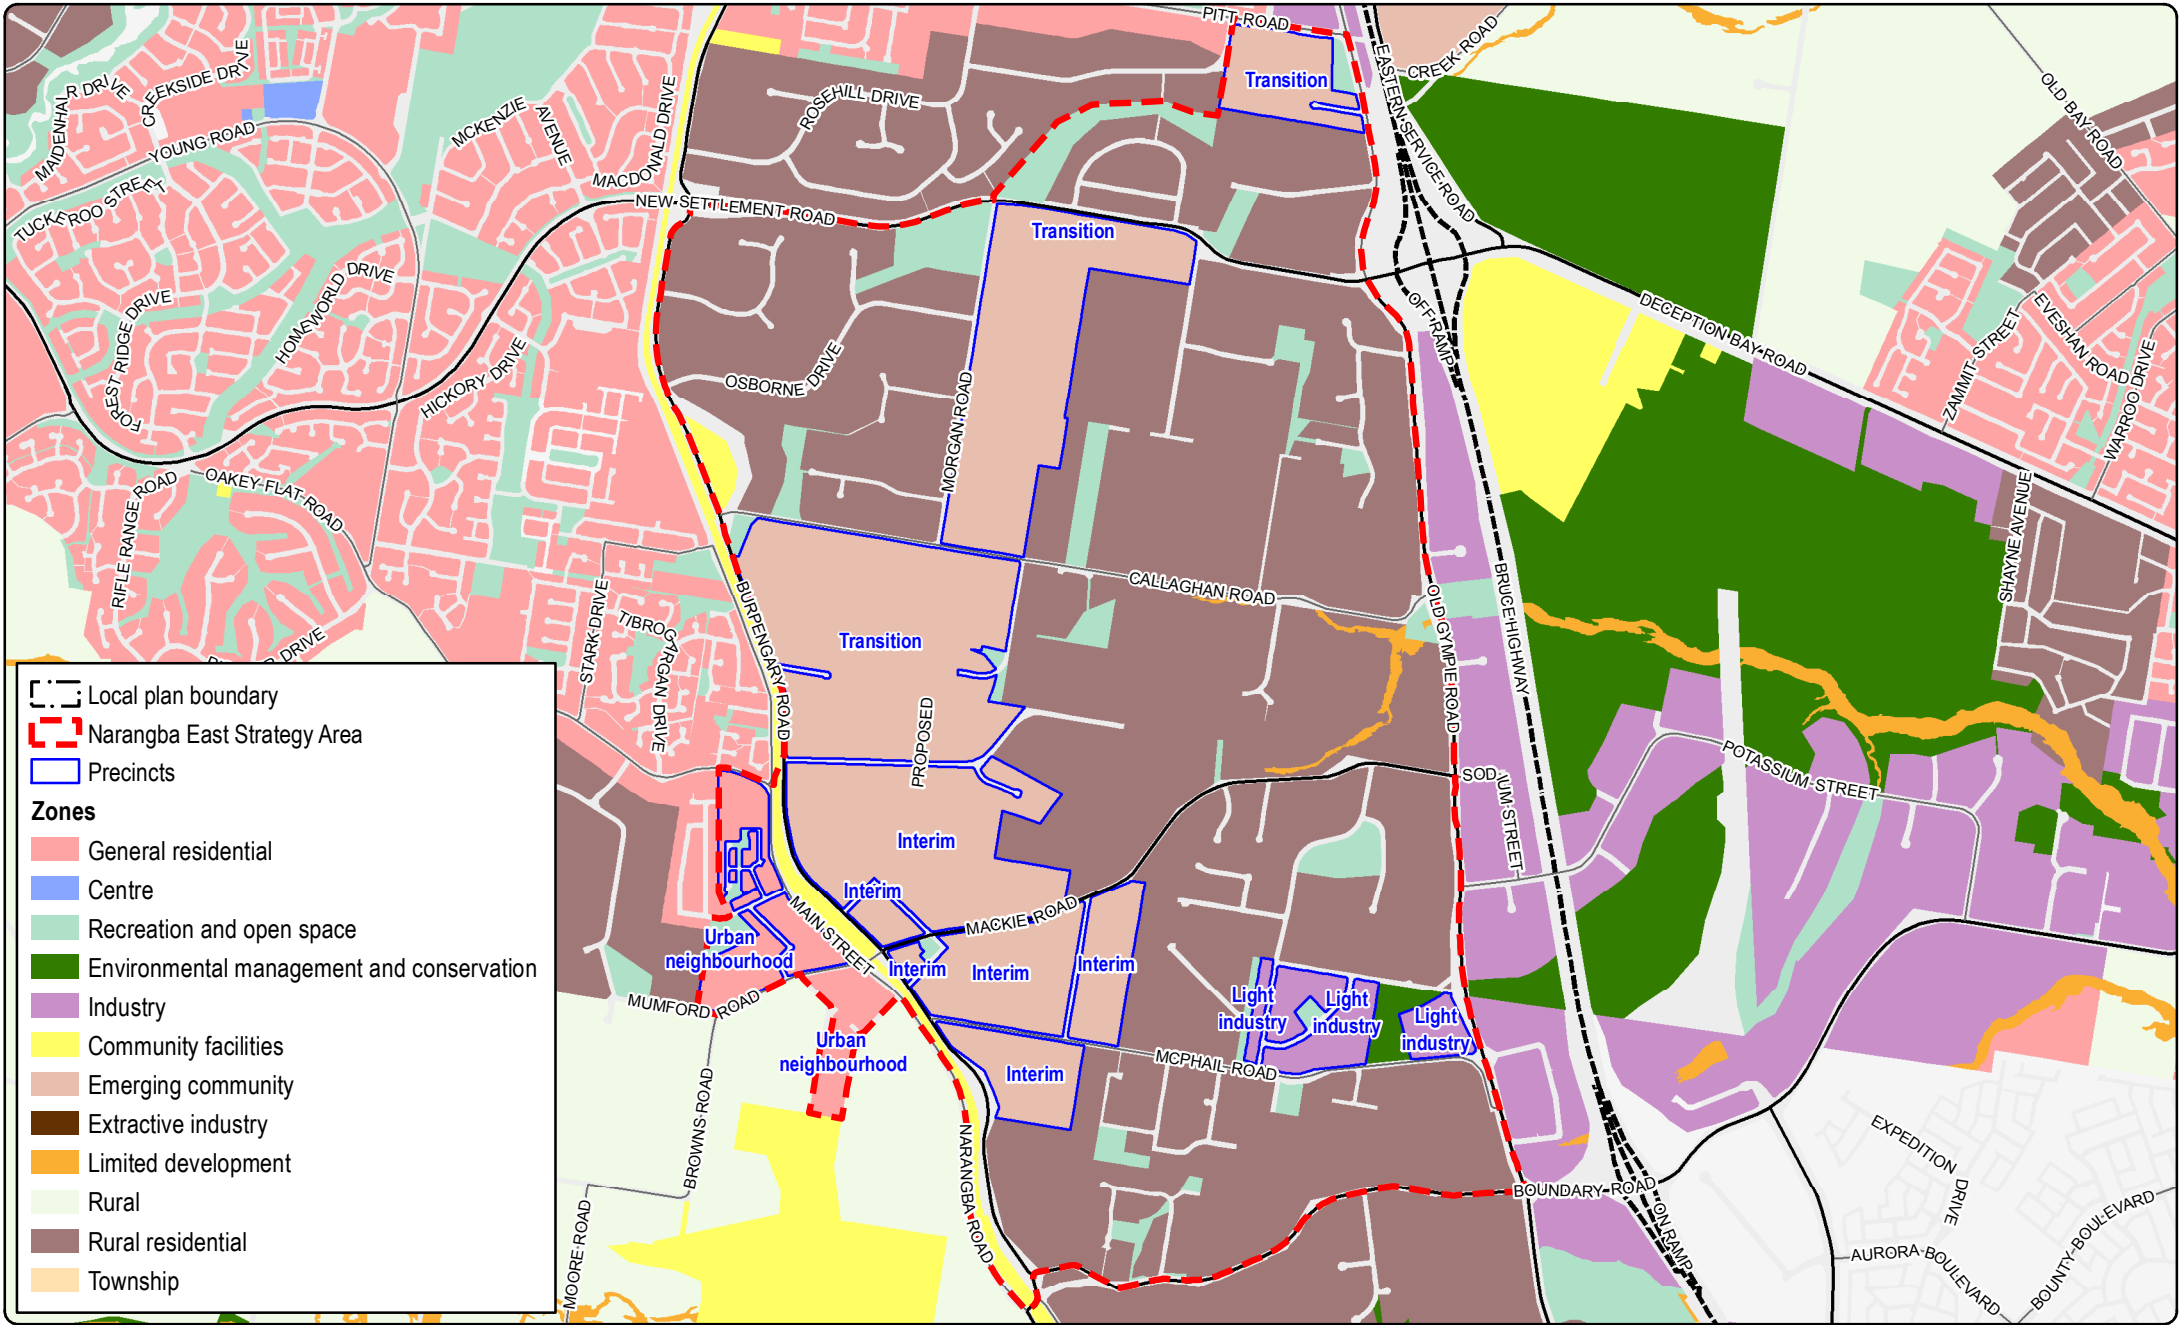 PITT ROAD
EASTERN SERVICE ROAD
CREEK ROAD
OLD BAY ROAD
Transition
MAIDENHAIR DRIVE
CREEKSIDE DRIVE
YOUNG ROAD
TUCKEROO STREET
MCKENZIE AVENUE
MACDONALD DRIVE
ROSEHILL DRIVE
NEW SETTLEMENT ROAD
Transition
FOREST RIDGE DRIVE
HOMEWORLD DRIVE
HICKORY DRIVE
OSBORNE DRIVE
MORGAN ROAD
OFF RAMP
DECEPTION BAY ROAD
ZAMMIT STREET
EVESHAN ROAD
WARROO DRIVE
RIFLE RANGE ROAD
OAKEY FLAT ROAD
SHAYNE AVENUE
CALLAGHAN ROAD
STARK DRIVE
TIBROGARGAN DRIVE
BURPENGARY ROAD
Transition
PROPOSED
OLD GYMPIE ROAD
BRUCE HIGHWAY
DRIVE
SODIUM STREET
POTASSIUM STREET
Interim
Interim
MAIN STREET
MACKIE ROAD
Urban
neighbourhood
Interim
Interim
Interim
MUMFORD ROAD
Light
industry
Light
industry
Light
industry
Urban
neighbourhood
Interim
MCPHAIL ROAD
BROWNS ROAD
NARANGBA ROAD
MOORE ROAD
BOUNDARY ROAD
ON RAMP
EXPEDITION DRIVE
AURORA BOULEVARD
BOUNTY BOULEVARD
Local plan boundary
Narangba East Strategy Area
Precincts
Zones
General residential
Centre
Recreation and open space
Environmental management and conservation
Industry
Community facilities
Emerging community
Extractive industry
Limited development
Rural
Rural residential
Township